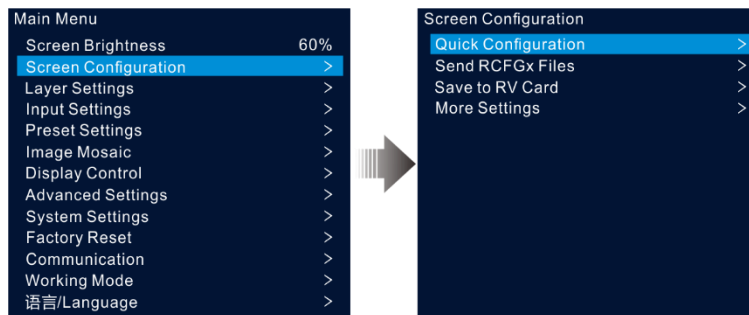 Main Menu
Screen Brightness 60%
Screen Configuration >
Layer Settings >
Input Settings >
Preset Settings >
Image Mosaic >
Display Control >
Advanced Settings >
System Settings >
Factory Reset >
Communication >
Working Mode >
语言/Language >
Screen Configuration
Quick Configuration >
Send RCFGx Files >
Save to RV Card >
More Settings >